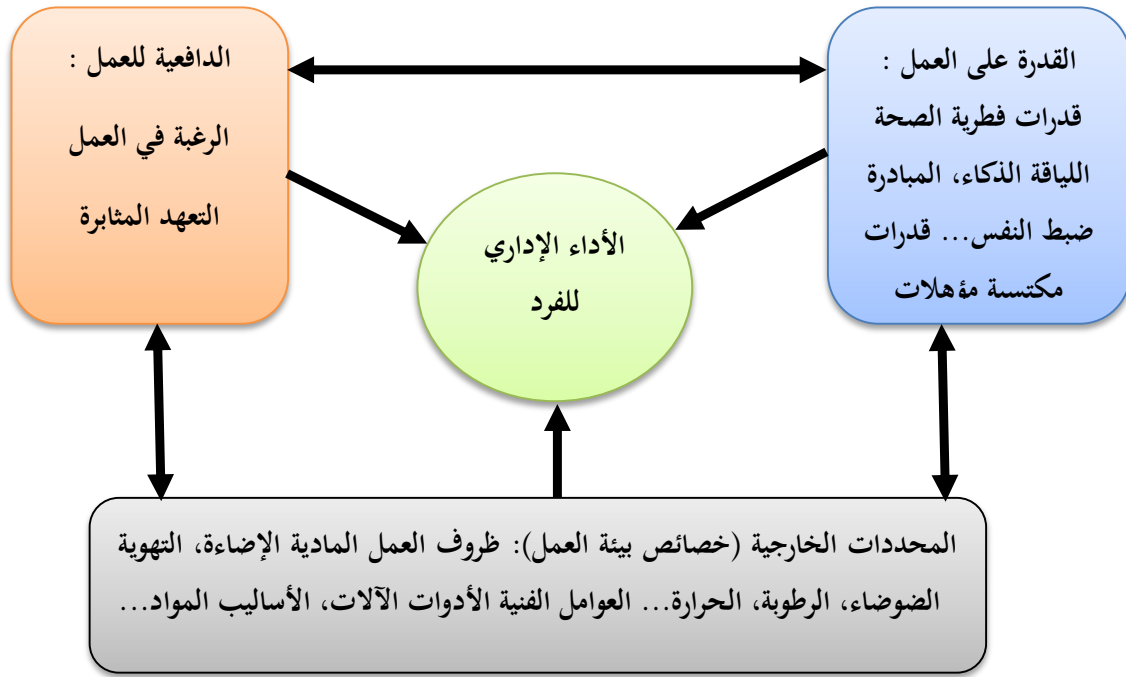 القدرة على العمل :
قدرات فطرية الصحة
اللياقة الذكاء، المبادرة
ضبط النفس... قدرات
مكتسبة مؤهلات
الدافعية للعمل :
الرغبة في العمل
التعهد المثابرة
الأداء الإداري
للفرد
المحددات الخارجية (خصائص بيئة العمل): ظروف العمل المادية الإضاءة، التهوية
الضوضاء، الرطوبة، الحرارة... العوامل الفنية الأدوات الآلات، الأساليب المواد...